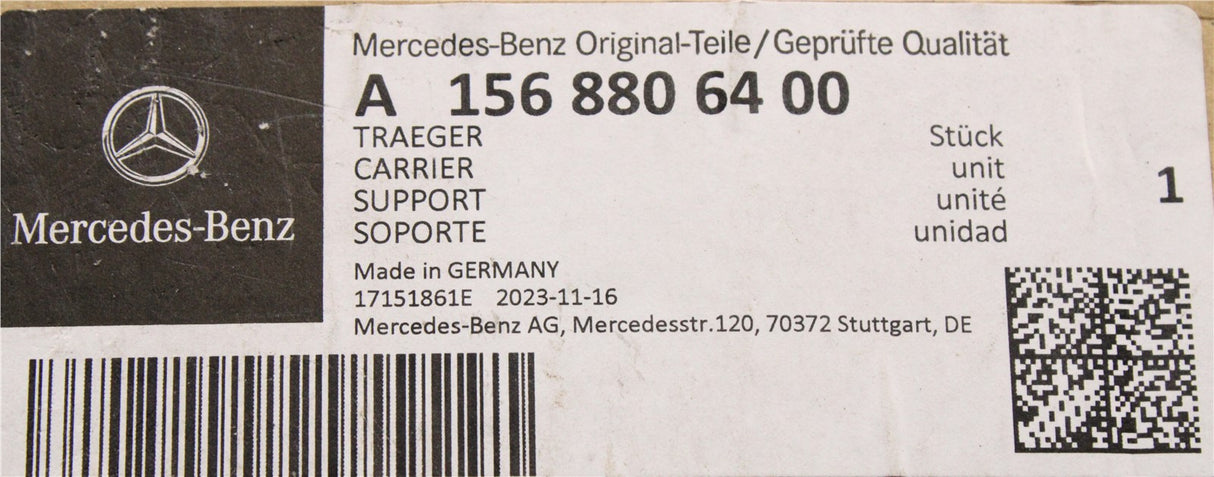 Mercedes-Benz
Mercedes-Benz Original-Teile/Geprüfte Qualität
A 156 880 64 00
TRAEGER Stück
CARRIER unit
SUPPORT unité
SOPORTE unidad
1
Made in GERMANY
17151861E 2023-11-16
Mercedes-Benz AG, Mercedesstr.120, 70372 Stuttgart, DE